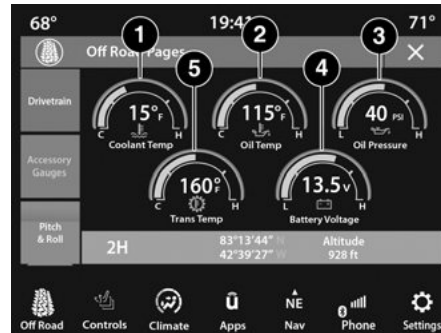 68° 19:41 71°
1 2 3
Off Road Pages
5 4
Drivetrain
15°F 115°F 40 PSI
C H C H L H
Coolant Temp Oil Temp Oil Pressure
Accessory
Gauges
160°F 13.5V
C H L H
Trans Temp Battery Voltage
Pitch
& Roll
2H
83°13'44" N Altitude
42°39'27" W 928 ft
Off Road Controls Climate Apps NE Nav Phone Settings